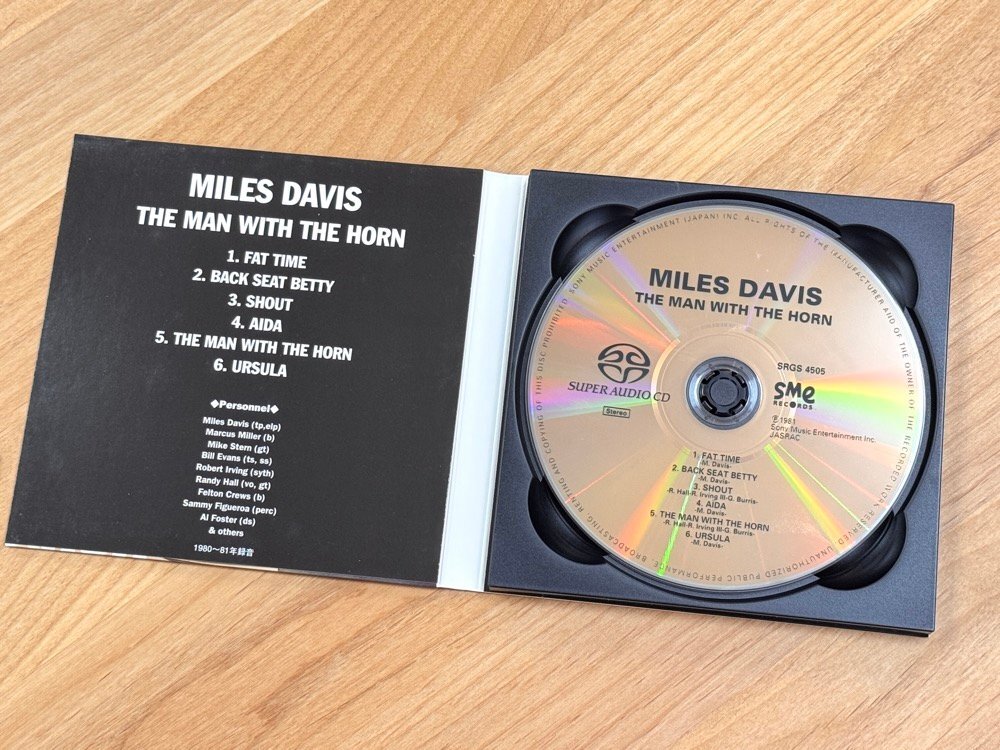 MILES DAVIS
THE MAN WITH THE HORN
1. FAT TIME
2. BACK SEAT BETTY
3. SHOUT
4. AIDA
5. THE MAN WITH THE HORN
6. URSULA
◆Personnel◆
Miles Davis (tp,elp)
Marcus Miller (b)
Mike Stern (gt)
Bill Evans (ts, ss)
Robert Irving (syth)
Randy Hall (vo, gt)
Felton Crews (b)
Sammy Figueroa (perc)
Al Foster (ds)
& others
1980〜81年録音
SONY MUSIC ENTERTAINMENT (JAPAN) INC. ALL RIGHTS OF THE MANUFACTURER AND OF THE OWNER OF THE RECORDED WORK RESERVED. UNAUTHORIZED PUBLIC PERFORMANCE, BROADCASTING, RENTING AND COPYING OF THIS DISC PROHIBITED
MILES DAVIS
THE MAN WITH THE HORN
SUPER AUDIO CD
Stereo
SRGS 4505
SMe
RECORDS
℗ 1981
Sony Music Entertainment Inc.
JASRAC
1. FAT TIME
-M. Davis-
2. BACK SEAT BETTY
-M. Davis-
3. SHOUT
-R. Hall-R. Irving III-G. Burris-
4. AIDA
-M. Davis-
5. THE MAN WITH THE HORN
-R. Hall-R. Irving III-G. Burris-
6. URSULA
-M. Davis-